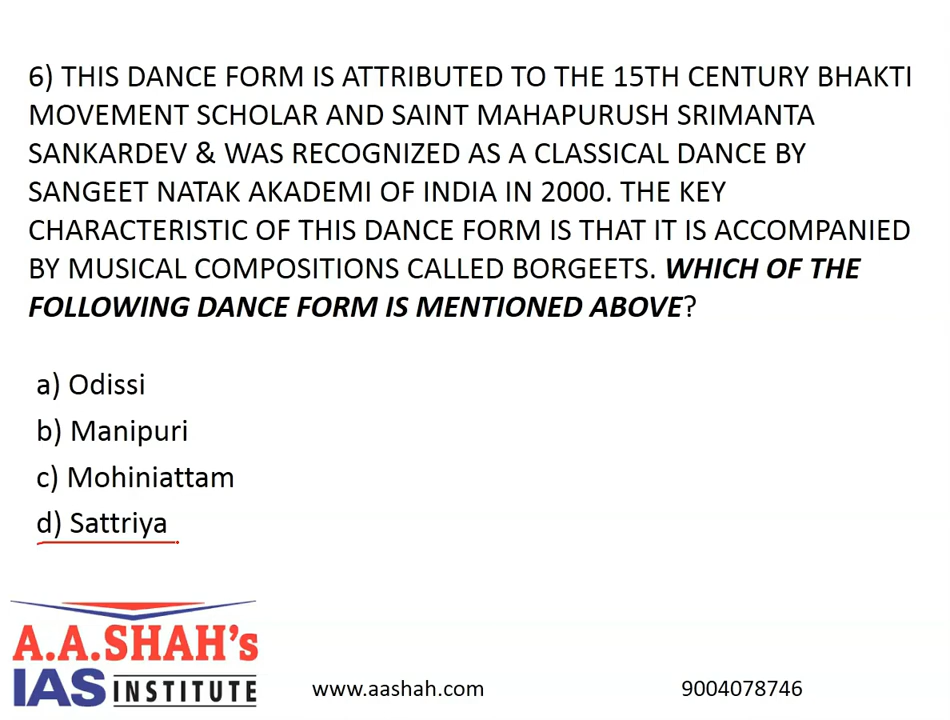 6) THIS DANCE FORM IS ATTRIBUTED TO THE 15TH CENTURY BHAKTI
MOVEMENT SCHOLAR AND SAINT MAHAPURUSH SRIMANTA
SANKARDEV & WAS RECOGNIZED AS A CLASSICAL DANCE BY
SANGEET NATAK AKADEMI OF INDIA IN 2000. THE KEY
CHARACTERISTIC OF THIS DANCE FORM IS THAT IT IS ACCOMPANIED
BY MUSICAL COMPOSITIONS CALLED BORGEETS. WHICH OF THE
FOLLOWING DANCE FORM IS MENTIONED ABOVE?
a) Odissi
b) Manipuri
c) Mohiniattam
d) Sattriya
A.A.SHAH's
IAS INSTITUTE
www.aashah.com 9004078746